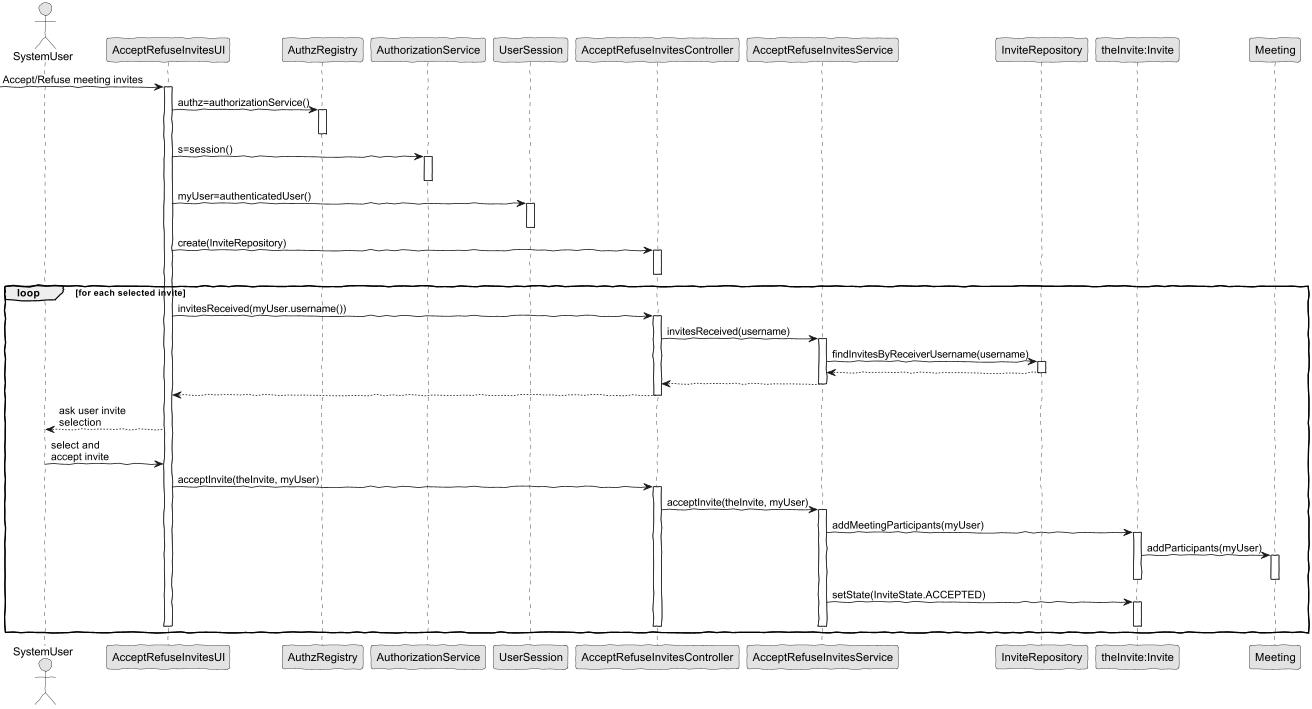 SystemUser
AcceptRefuseInvitesUI
AuthzRegistry
AuthorizationService
UserSession
AcceptRefuseInvitesController
AcceptRefuseInvitesService
InviteRepository
theInvite:Invite
Meeting
Accept/Refuse meeting invites
authz=authorizationService()
s=session()
myUser=authenticatedUser()
create(InviteRepository)
loop
[for each selected invite]
invitesReceived(myUser.username())
invitesReceived(username)
findInvitesByReceiverUsername(username)
ask user invite
selection
select and
accept invite
acceptInvite(theInvite, myUser)
acceptInvite(theInvite, myUser)
addMeetingParticipants(myUser)
addParticipants(myUser)
setState(InviteState.ACCEPTED)
SystemUser
AcceptRefuseInvitesUI
AuthzRegistry
AuthorizationService
UserSession
AcceptRefuseInvitesController
AcceptRefuseInvitesService
InviteRepository
theInvite:Invite
Meeting